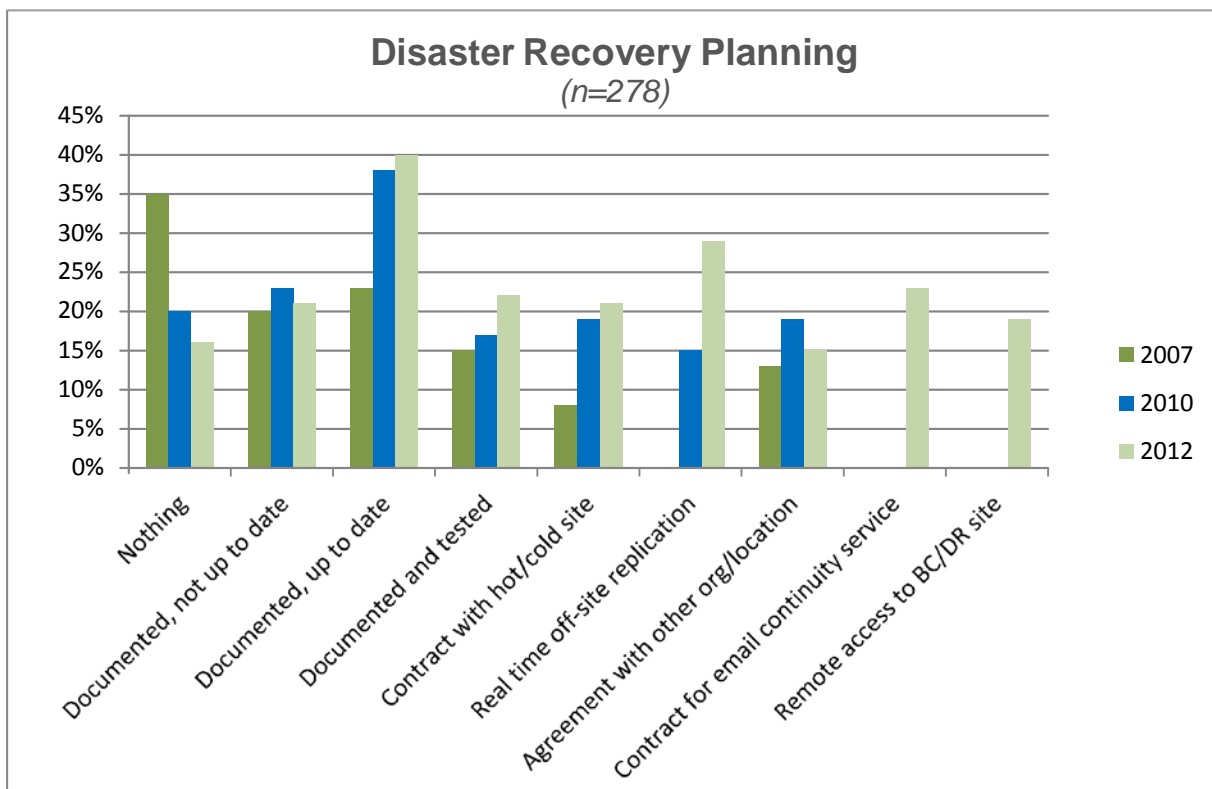 Disaster Recovery Planning
(n=278)
45%
40%
35%
30%
25%
20%
15%
10%
5%
0%
Nothing
Documented, not up to date
Documented, up to date
Documented and tested
Contract with hot/cold site
Real time off-site replication
Agreement with other org/location
Contract for email continuity service
Remote access to BC/DR site
2007
2010
2012